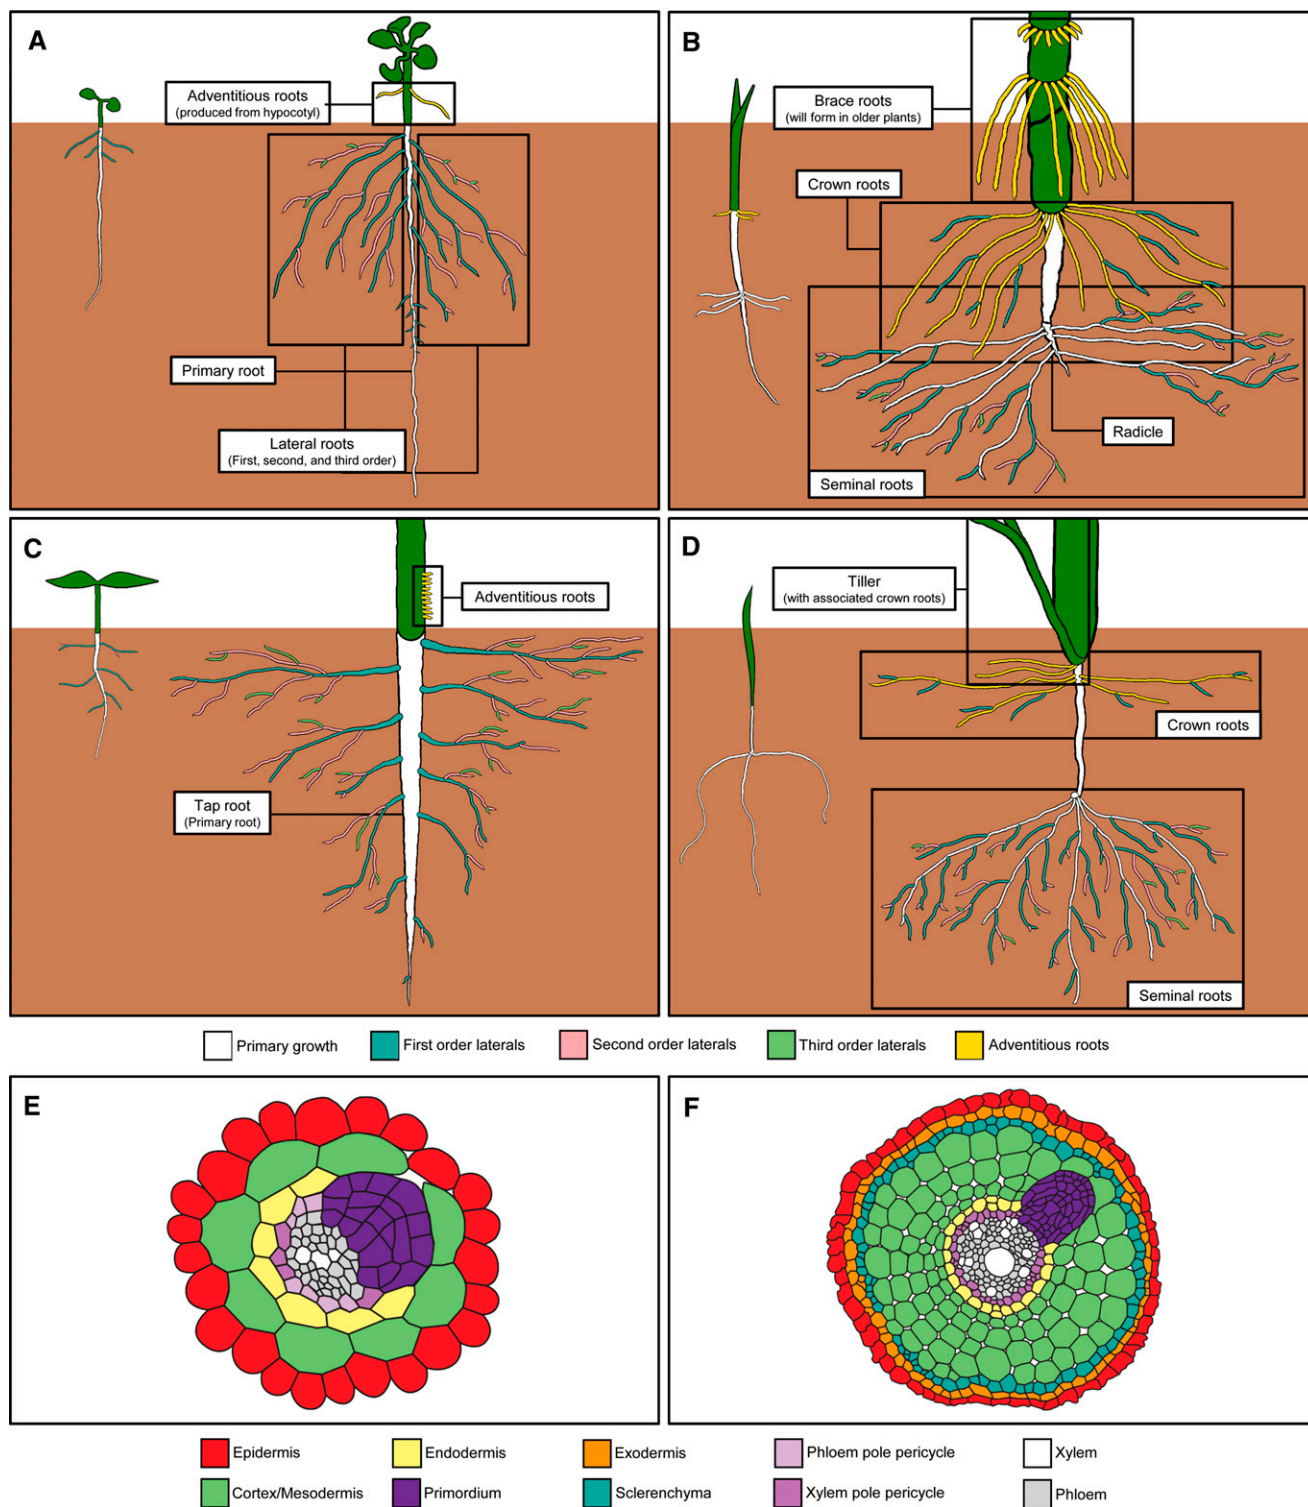 A
Adventitious roots
(produced from hypocotyl)
Primary root
Lateral roots
(First, second, and third order)
B
Brace roots
(will form in older plants)
Crown roots
Radicle
Seminal roots
C
Adventitious roots
Tap root
(Primary root)
D
Tiller
(with associated crown roots)
Crown roots
Seminal roots
Primary growth
First order laterals
Second order laterals
Third order laterals
Adventitious roots
E
F
Epidermis
Endodermis
Exodermis
Phloem pole pericycle
Xylem
Cortex/Mesodermis
Primordium
Sclerenchyma
Xylem pole pericycle
Phloem